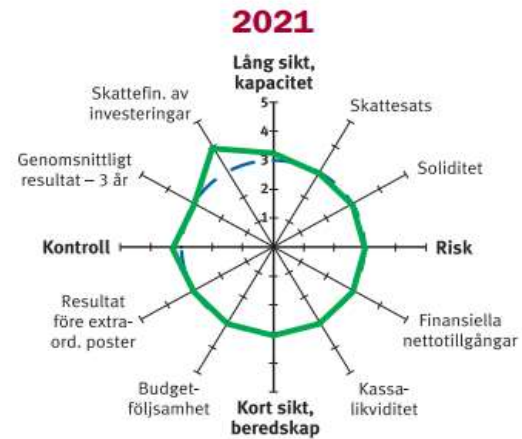 2021
Lång sikt,
kapacitet
Skattefin. av
investeringar
Skattesats
5
4
3
2
1
Genomsnittligt
resultat – 3 år
Soliditet
Kontroll
Risk
Resultat
före extra-
ord. poster
Finansiella
nettotillgångar
Budget-
följsamhet
Kassa-
likviditet
Kort sikt,
beredskap